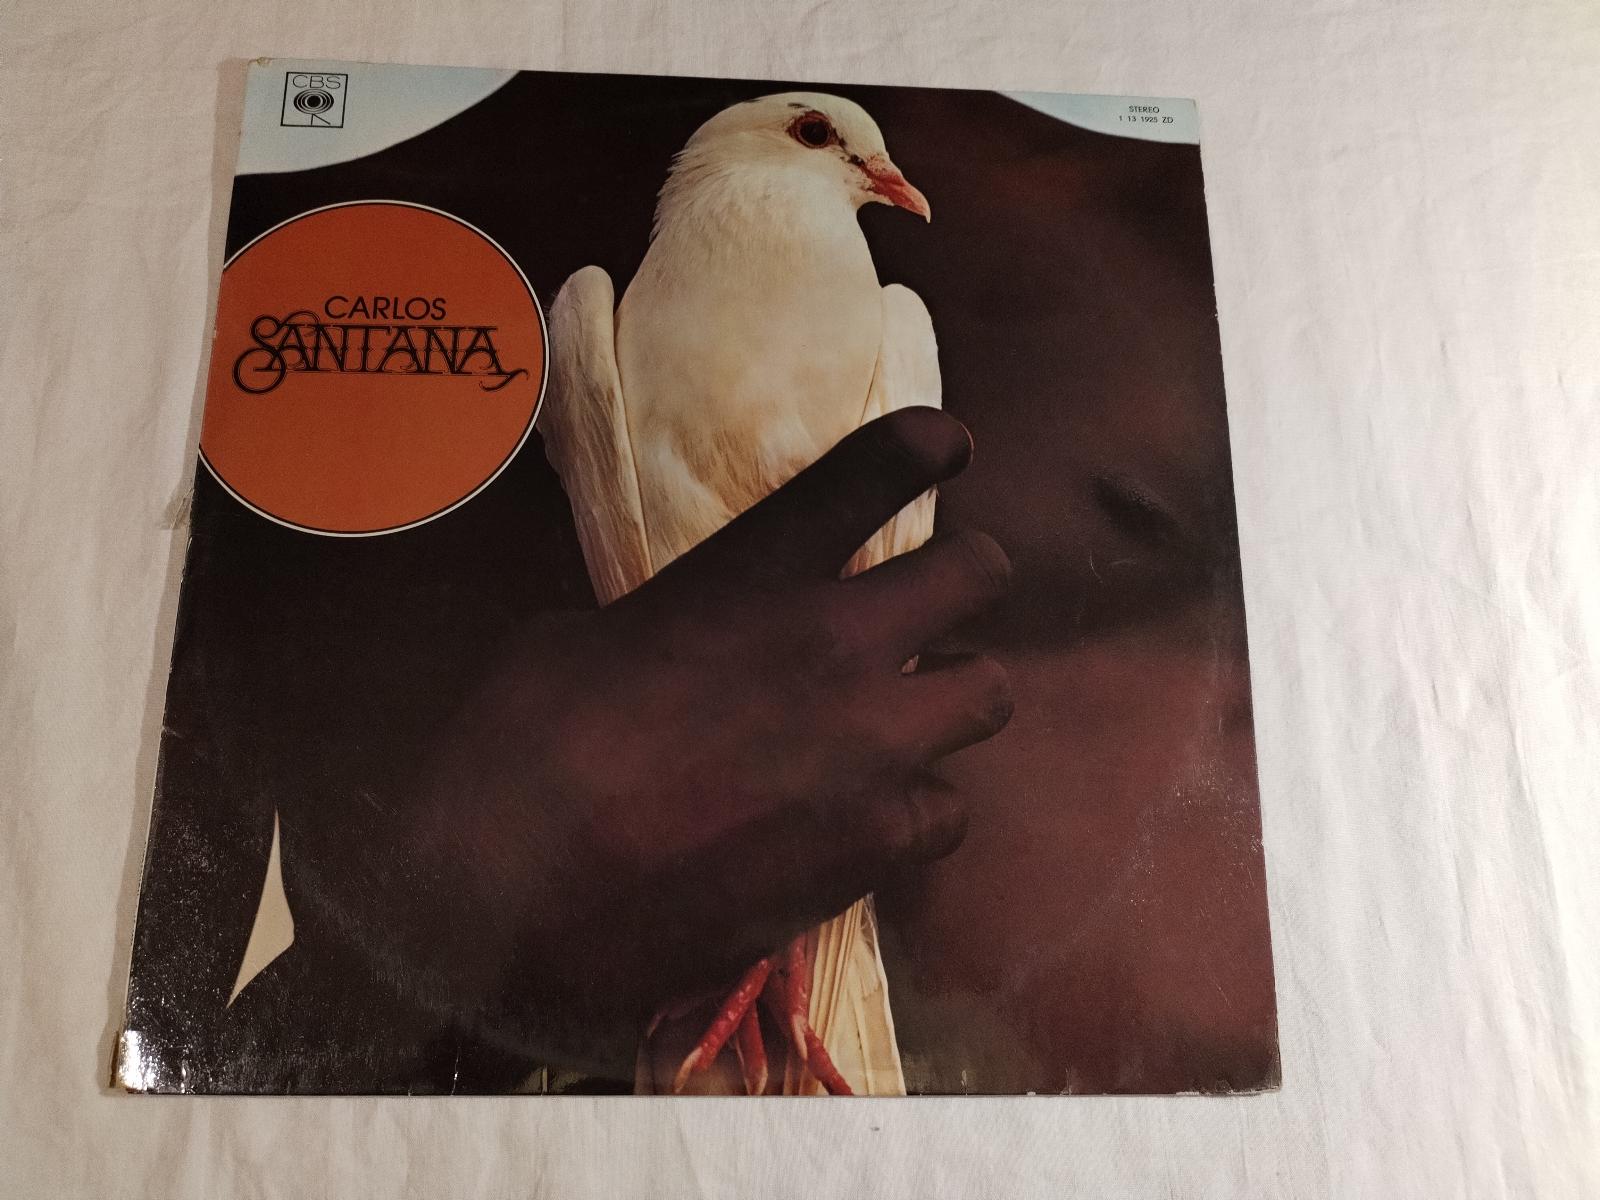 CBS
STEREO
1 13 1925 ZD
CARLOS
SANTANA